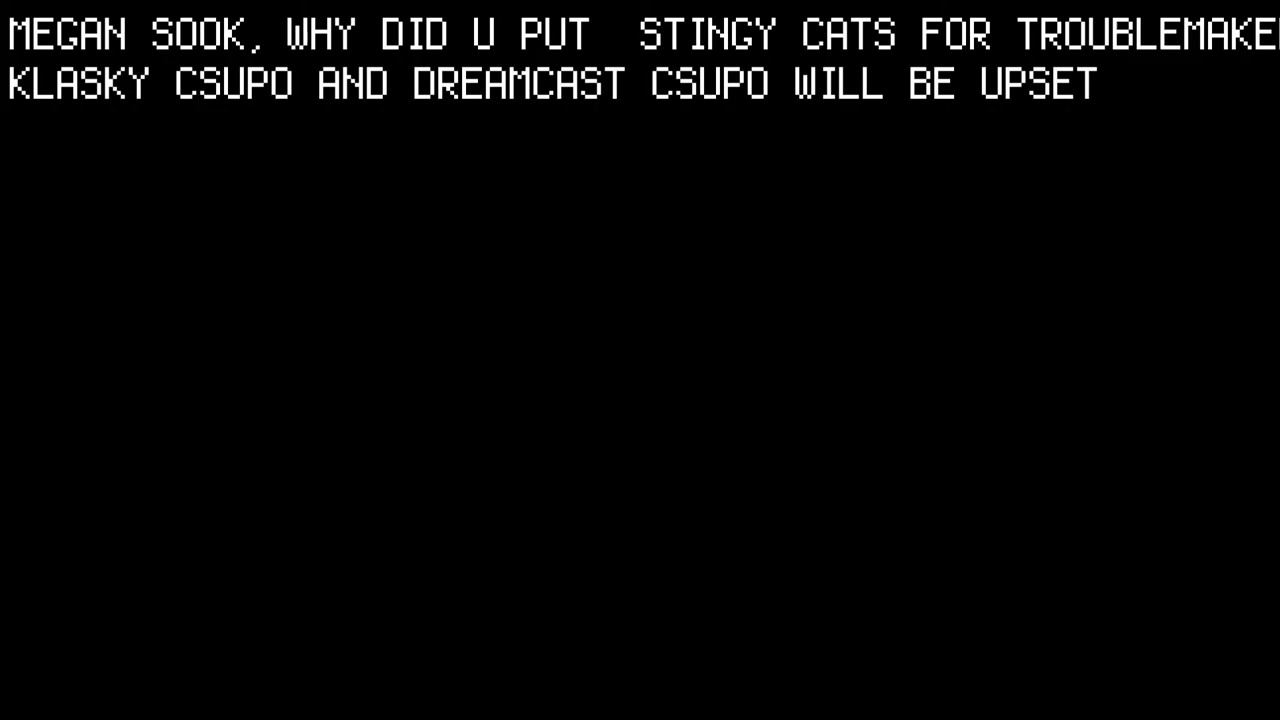 MEGAN SOOK, WHY DID U PUT  STINGY CATS FOR TROUBLEMAKE
KLASKY CSUPO AND DREAMCAST CSUPO WILL BE UPSET